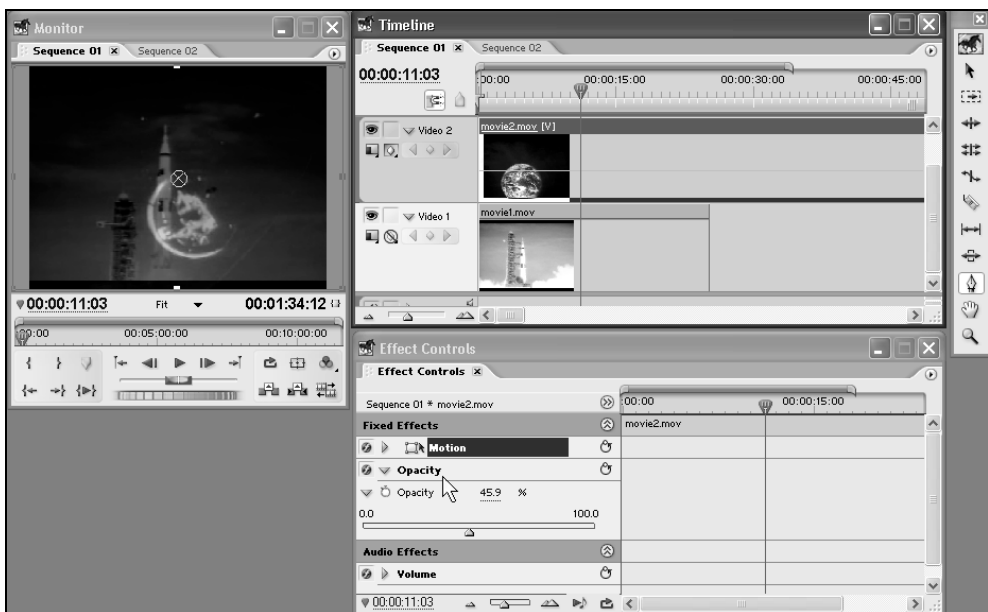 Monitor
Sequence 01 Sequence 02
00:00:11:03 Fit 00:01:34:12
00:00 00:05:00:00 00:10:00:00
Timeline
Sequence 01 Sequence 02
00:00:11:03 :00:00 00:00:15:00 00:00:30:00 00:00:45:00
Video 2 movie2.mov [V]
Video 1 movie1.mov
Effect Controls
Effect Controls
Sequence 01 * movie2.mov :00:00 00:00:15:00
Fixed Effects movie2.mov
Motion
Opacity
Opacity 45.9 %
0.0 100.0
Audio Effects
Volume
00:00:11:03